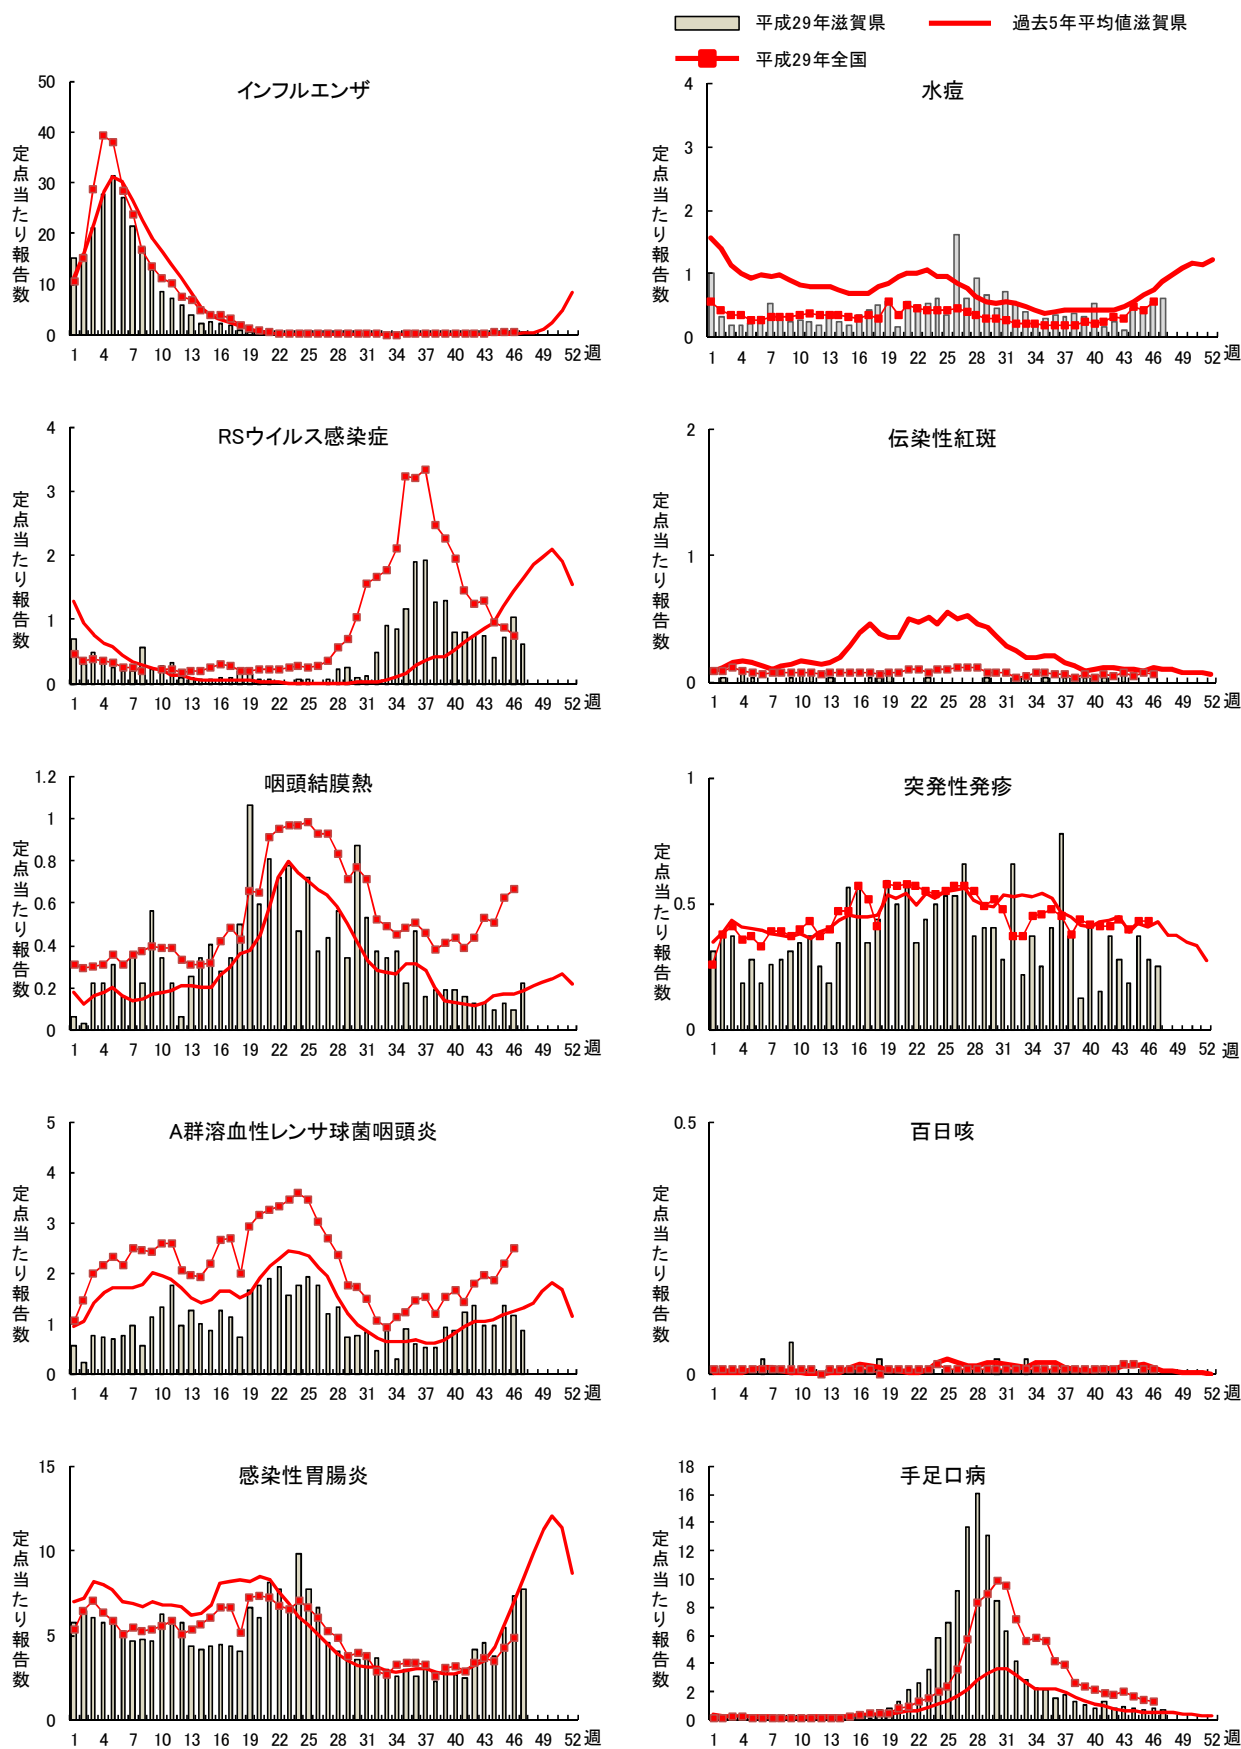 平成29年滋賀県
過去5年平均値滋賀県
平成29年全国
インフルエンザ
定点当たり報告数
50
40
30
20
10
0
1 4 7 10 13 16 19 22 25 28 31 34 37 40 43 46 49 52 週
水痘
定点当たり報告数
4
3
2
1
0
1 4 7 10 13 16 19 22 25 28 31 34 37 40 43 46 49 52 週
RSウイルス感染症
定点当たり報告数
4
3
2
1
0
1 4 7 10 13 16 19 22 25 28 31 34 37 40 43 46 49 52 週
伝染性紅斑
定点当たり報告数
2
1
0
1 4 7 10 13 16 19 22 25 28 31 34 37 40 43 46 49 52 週
咽頭結膜熱
定点当たり報告数
1.2
1
0.8
0.6
0.4
0.2
0
1 4 7 10 13 16 19 22 25 28 31 34 37 40 43 46 49 52 週
突発性発疹
定点当たり報告数
1
0.5
0
1 4 7 10 13 16 19 22 25 28 31 34 37 40 43 46 49 52 週
A群溶血性レンサ球菌咽頭炎
定点当たり報告数
5
4
3
2
1
0
1 4 7 10 13 16 19 22 25 28 31 34 37 40 43 46 49 52 週
百日咳
定点当たり報告数
0.5
0
1 4 7 10 13 16 19 22 25 28 31 34 37 40 43 46 49 52 週
感染性胃腸炎
定点当たり報告数
15
10
5
0
1 4 7 10 13 16 19 22 25 28 31 34 37 40 43 46 49 52 週
手足口病
定点当たり報告数
18
16
14
12
10
8
6
4
2
0
1 4 7 10 13 16 19 22 25 28 31 34 37 40 43 46 49 52 週